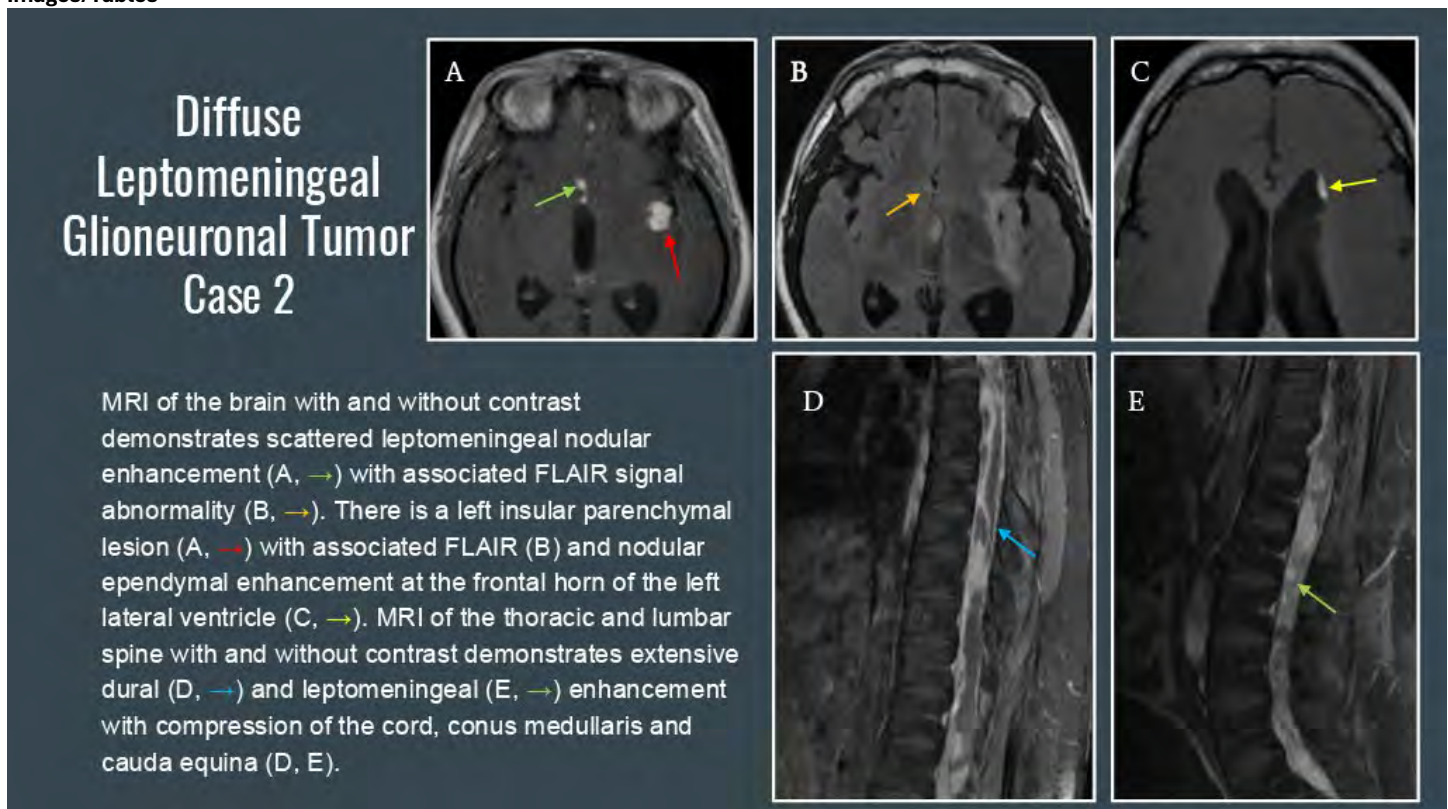 Images/Tables
Diffuse
Leptomeningeal
Glioneuronal Tumor
Case 2
A
B
C
D
E
MRI of the brain with and without contrast
demonstrates scattered leptomeningeal nodular
enhancement (A, →) with associated FLAIR signal
abnormality (B, →). There is a left insular parenchymal
lesion (A, →) with associated FLAIR (B) and nodular
ependymal enhancement at the frontal horn of the left
lateral ventricle (C, →). MRI of the thoracic and lumbar
spine with and without contrast demonstrates extensive
dural (D, →) and leptomeningeal (E, →) enhancement
with compression of the cord, conus medullaris and
cauda equina (D, E).